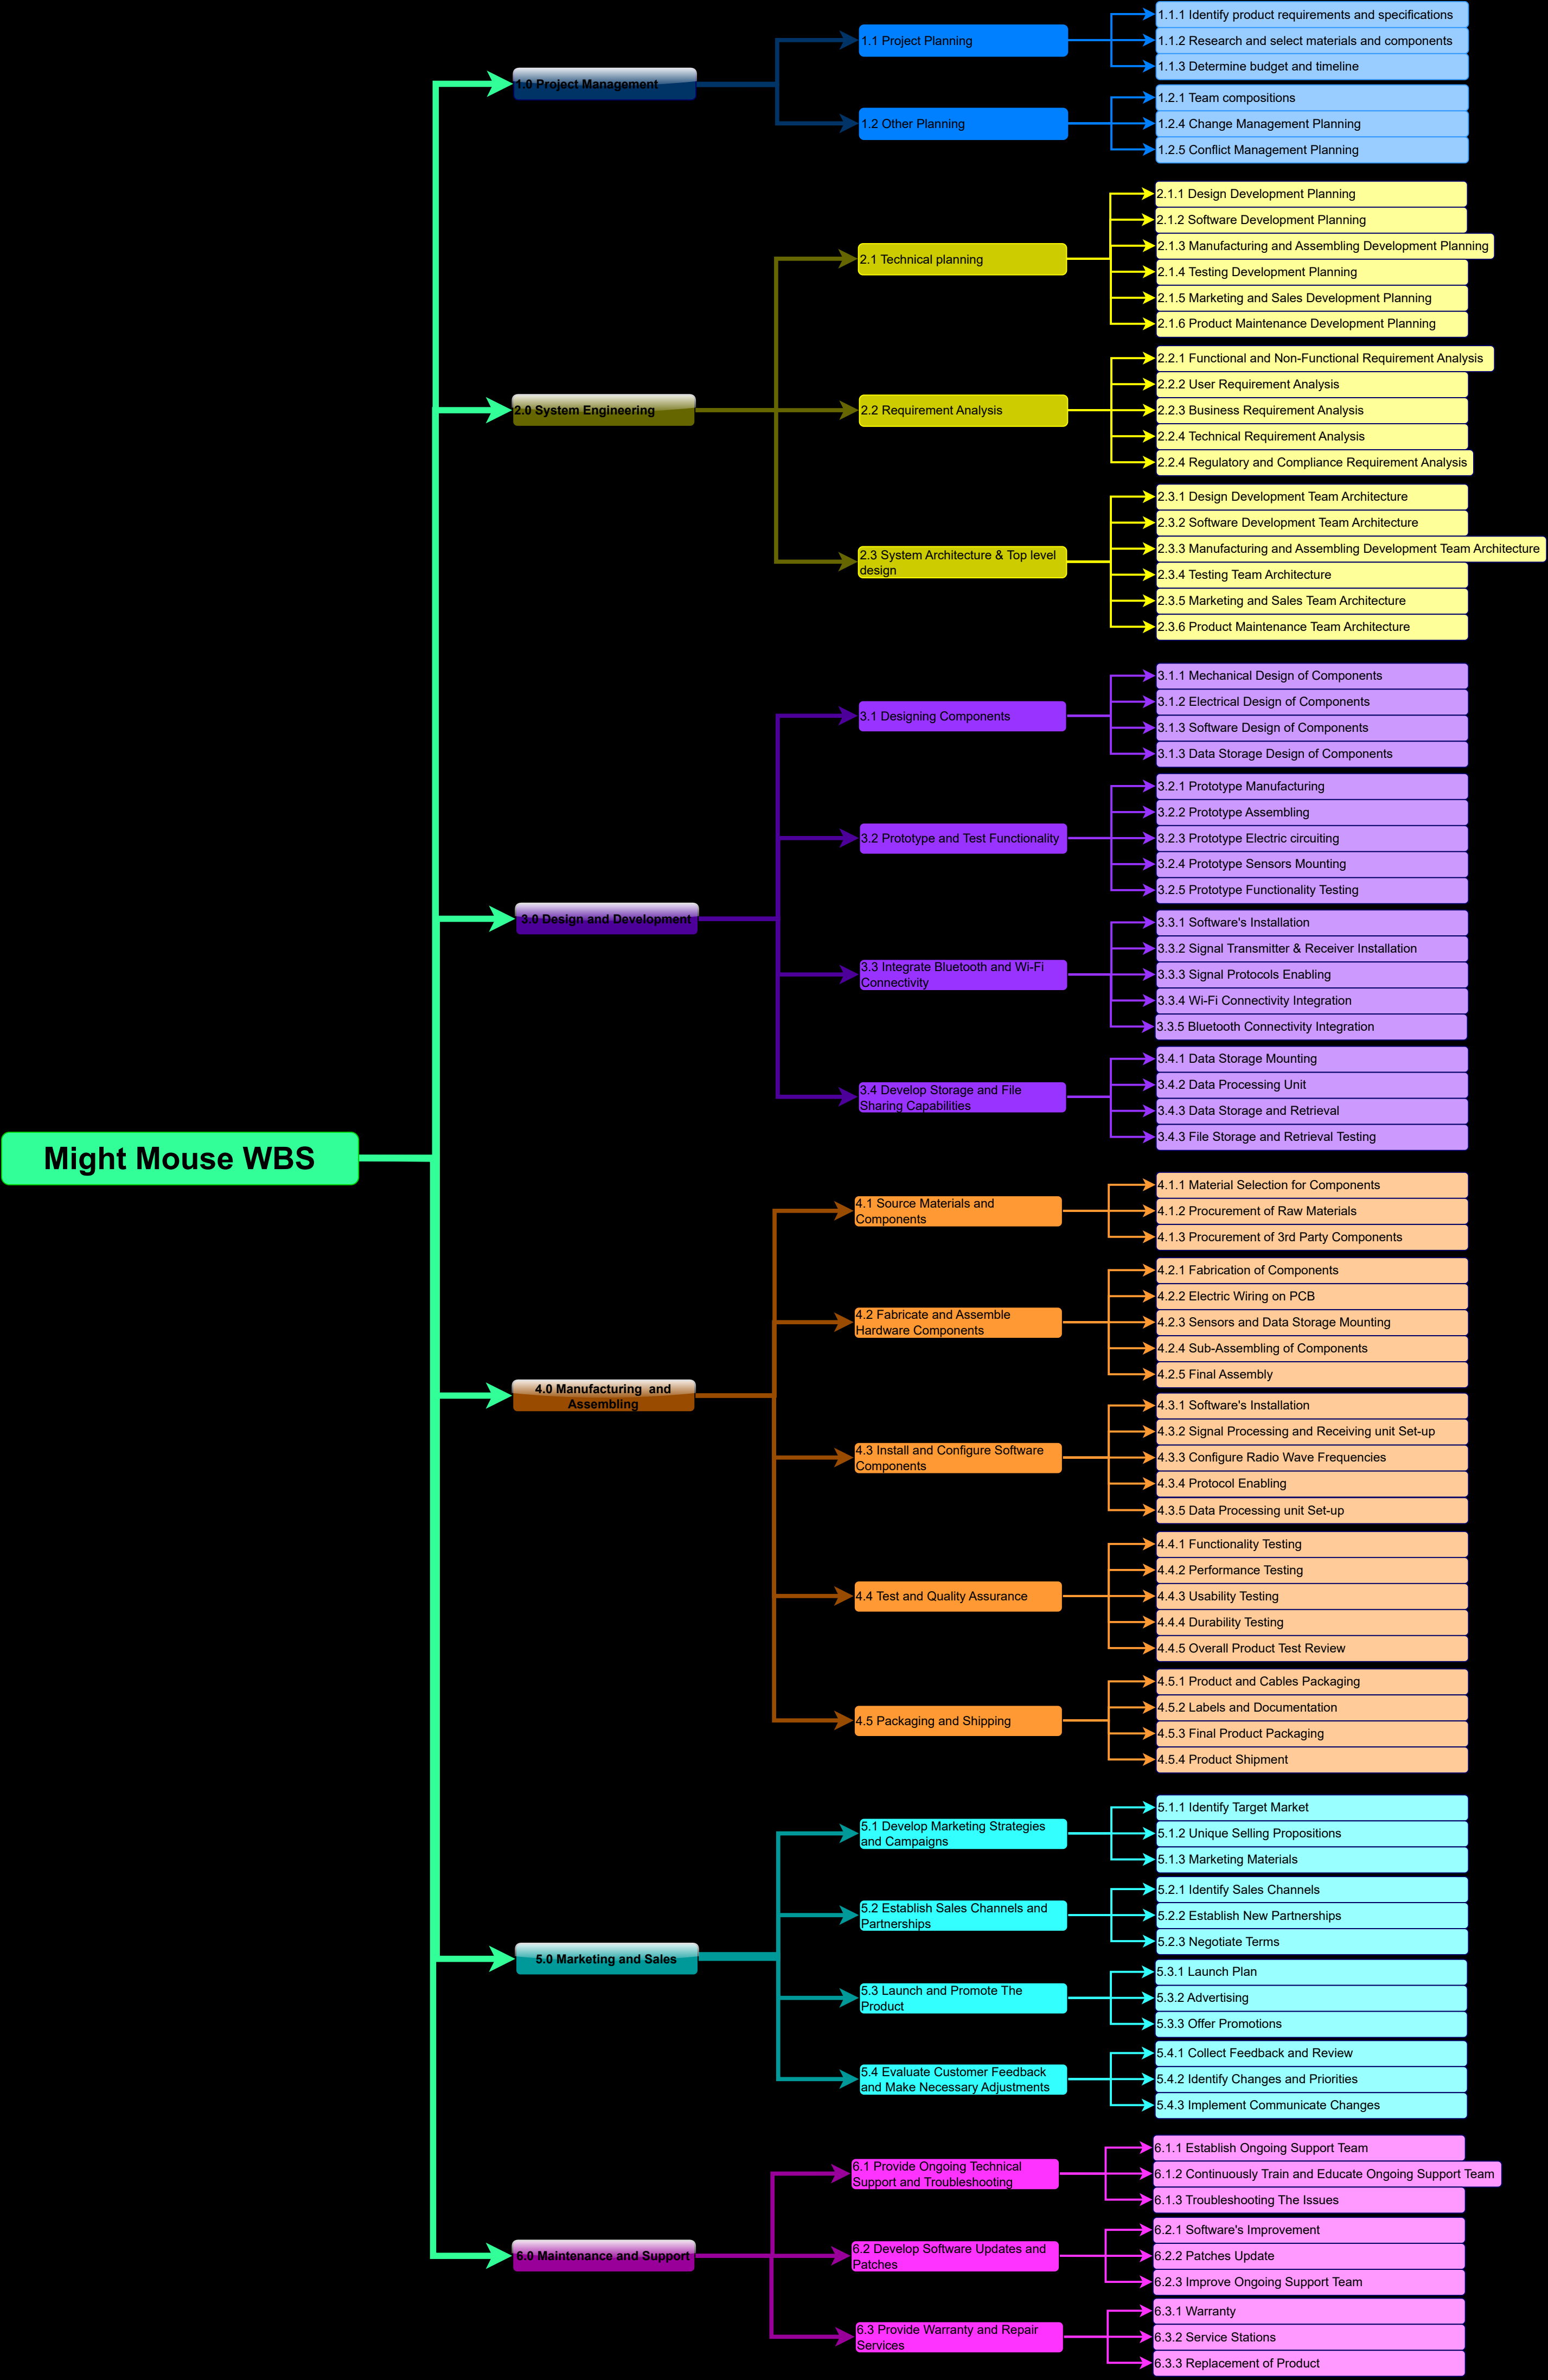 Might Mouse WBS
1.0 Project Management
1.1 Project Planning
1.1.1 Identify product requirements and specifications
1.1.2 Research and select materials and components
1.1.3 Determine budget and timeline
1.2 Other Planning
1.2.1 Team compositions
1.2.4 Change Management Planning
1.2.5 Conflict Management Planning
2.0 System Engineering
2.1 Technical planning
2.1.1 Design Development Planning
2.1.2 Software Development Planning
2.1.3 Manufacturing and Assembling Development Planning
2.1.4 Testing Development Planning
2.1.5 Marketing and Sales Development Planning
2.1.6 Product Maintenance Development Planning
2.2 Requirement Analysis
2.2.1 Functional and Non-Functional Requirement Analysis
2.2.2 User Requirement Analysis
2.2.3 Business Requirement Analysis
2.2.4 Technical Requirement Analysis
2.2.4 Regulatory and Compliance Requirement Analysis
2.3 System Architecture & Top level
design
2.3.1 Design Development Team Architecture
2.3.2 Software Development Team Architecture
2.3.3 Manufacturing and Assembling Development Team Architecture
2.3.4 Testing Team Architecture
2.3.5 Marketing and Sales Team Architecture
2.3.6 Product Maintenance Team Architecture
3.0 Design and Development
3.1 Designing Components
3.1.1 Mechanical Design of Components
3.1.2 Electrical Design of Components
3.1.3 Software Design of Components
3.1.3 Data Storage Design of Components
3.2 Prototype and Test Functionality
3.2.1 Prototype Manufacturing
3.2.2 Prototype Assembling
3.2.3 Prototype Electric circuiting
3.2.4 Prototype Sensors Mounting
3.2.5 Prototype Functionality Testing
3.3 Integrate Bluetooth and Wi-Fi
Connectivity
3.3.1 Software's Installation
3.3.2 Signal Transmitter & Receiver Installation
3.3.3 Signal Protocols Enabling
3.3.4 Wi-Fi Connectivity Integration
3.3.5 Bluetooth Connectivity Integration
3.4 Develop Storage and File
Sharing Capabilities
3.4.1 Data Storage Mounting
3.4.2 Data Processing Unit
3.4.3 Data Storage and Retrieval
3.4.3 File Storage and Retrieval Testing
4.0 Manufacturing and
Assembling
4.1 Source Materials and
Components
4.1.1 Material Selection for Components
4.1.2 Procurement of Raw Materials
4.1.3 Procurement of 3rd Party Components
4.2 Fabricate and Assemble
Hardware Components
4.2.1 Fabrication of Components
4.2.2 Electric Wiring on PCB
4.2.3 Sensors and Data Storage Mounting
4.2.4 Sub-Assembling of Components
4.2.5 Final Assembly
4.3 Install and Configure Software
Components
4.3.1 Software's Installation
4.3.2 Signal Processing and Receiving unit Set-up
4.3.3 Configure Radio Wave Frequencies
4.3.4 Protocol Enabling
4.3.5 Data Processing unit Set-up
4.4 Test and Quality Assurance
4.4.1 Functionality Testing
4.4.2 Performance Testing
4.4.3 Usability Testing
4.4.4 Durability Testing
4.4.5 Overall Product Test Review
4.5 Packaging and Shipping
4.5.1 Product and Cables Packaging
4.5.2 Labels and Documentation
4.5.3 Final Product Packaging
4.5.4 Product Shipment
5.0 Marketing and Sales
5.1 Develop Marketing Strategies
and Campaigns
5.1.1 Identify Target Market
5.1.2 Unique Selling Propositions
5.1.3 Marketing Materials
5.2 Establish Sales Channels and
Partnerships
5.2.1 Identify Sales Channels
5.2.2 Establish New Partnerships
5.2.3 Negotiate Terms
5.3 Launch and Promote The
Product
5.3.1 Launch Plan
5.3.2 Advertising
5.3.3 Offer Promotions
5.4 Evaluate Customer Feedback
and Make Necessary Adjustments
5.4.1 Collect Feedback and Review
5.4.2 Identify Changes and Priorities
5.4.3 Implement Communicate Changes
6.0 Maintenance and Support
6.1 Provide Ongoing Technical
Support and Troubleshooting
6.1.1 Establish Ongoing Support Team
6.1.2 Continuously Train and Educate Ongoing Support Team
6.1.3 Troubleshooting The Issues
6.2 Develop Software Updates and
Patches
6.2.1 Software's Improvement
6.2.2 Patches Update
6.2.3 Improve Ongoing Support Team
6.3 Provide Warranty and Repair
Services
6.3.1 Warranty
6.3.2 Service Stations
6.3.3 Replacement of Product